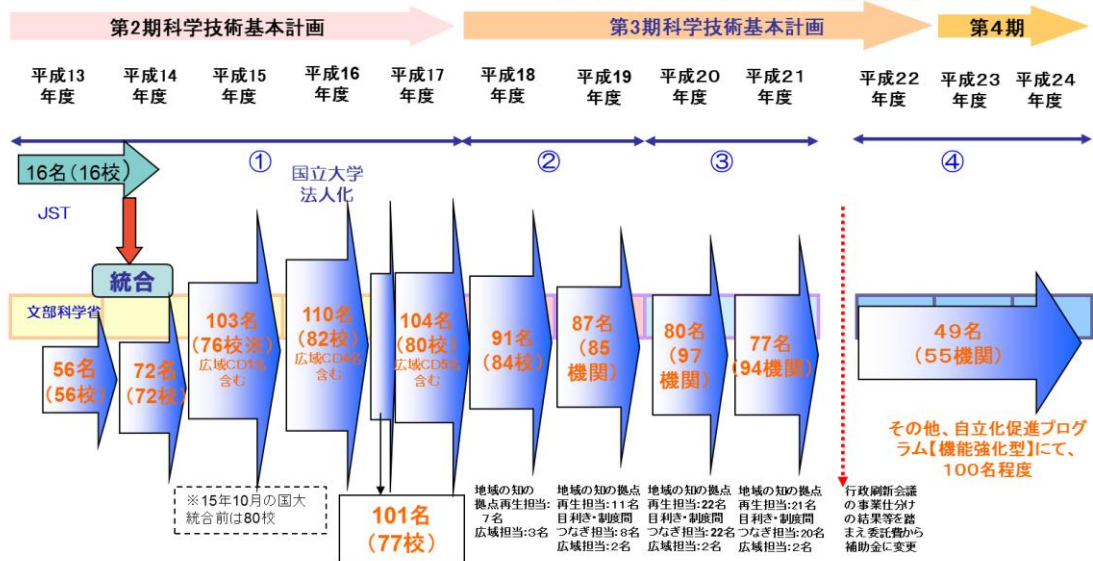 第2期科学技術基本計画
第3期科学技術基本計画
第4期
平成13
年度
平成14
年度
平成15
年度
平成16
年度
平成17
年度
平成18
年度
平成19
年度
平成20
年度
平成21
年度
平成22
年度
平成23
年度
平成24
年度
①
②
③
④
16名(16校)
JST
国立大学
法人化
統合
文部科学省
56名
(56校)
72名
(72校)
103名
(76校※)
広域CD1名
含む
110名
(82校)
広域CD4名
含む
104名
(80校)
広域CD5名
含む
91名
(84校)
87名
(85
機関)
80名
(97
機関)
77名
(94機関)
49名
(55機関)
その他、自立化促進プログ
ラム【機能強化型】にて、
100名程度
※15年10月の国大
統合前は80校
101名
(77校)
地域の知の
拠点再生担当:
7名
広域担当:3名
地域の知の拠点
再生担当:11名
目利き・制度間
つなぎ担当:8名
広域担当:2名
地域の知の拠点
再生担当:22名
目利き・制度間
つなぎ担当:22名
広域担当:2名
地域の知の拠点
再生担当:21名
目利き・制度間
つなぎ担当:20名
広域担当:2名
行政刷新会議
の事業仕分け
の結果等を踏
まえ委託費から
補助金に変更